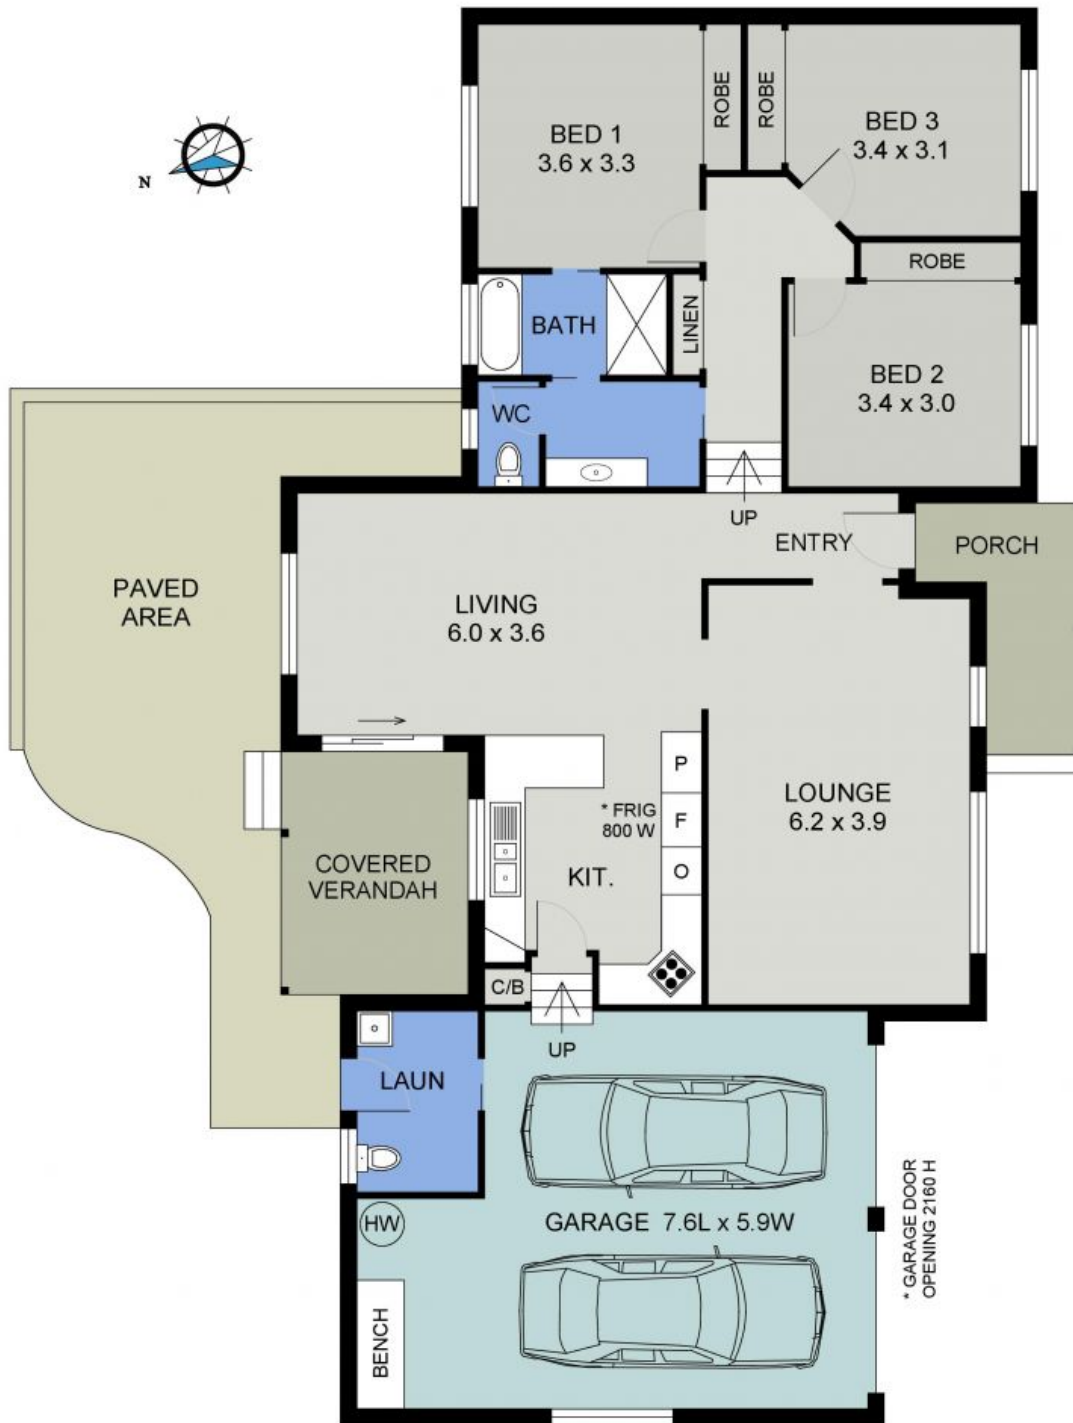 BED 1
3.6 x 3.3
ROBE
ROBE
BED 3
3.4 x 3.1
N
ROBE
BATH
LINEN
BED 2
3.4 x 3.0
WC
UP
ENTRY
PORCH
PAVED
AREA
LIVING
6.0 x 3.6
P
* FRIG
800 W
F
LOUNGE
6.2 x 3.9
COVERED
VERANDAH
KIT.
O
C/B
UP
LAUN
HW
GARAGE 7.6L x 5.9W
* GARAGE DOOR
OPENING 2160 H
BENCH